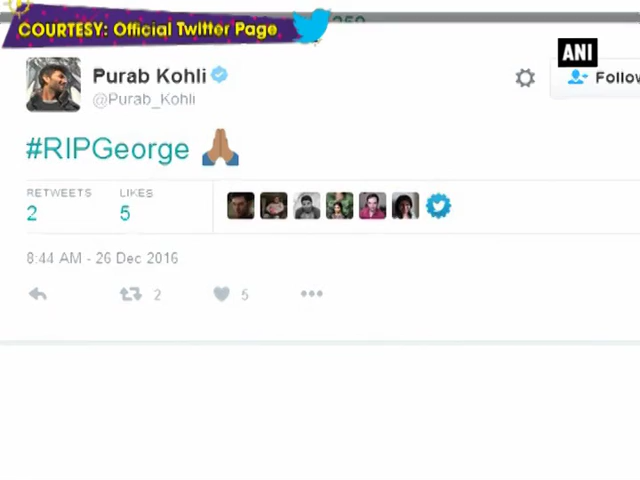 COURTESY: Official Twitter Page
ANI
Purab Kohli
@Purab_Kohli
Follow
#RIPGeorge 🙏🏽
RETWEETS LIKES
2 5
8:44 AM - 26 Dec 2016
2 5